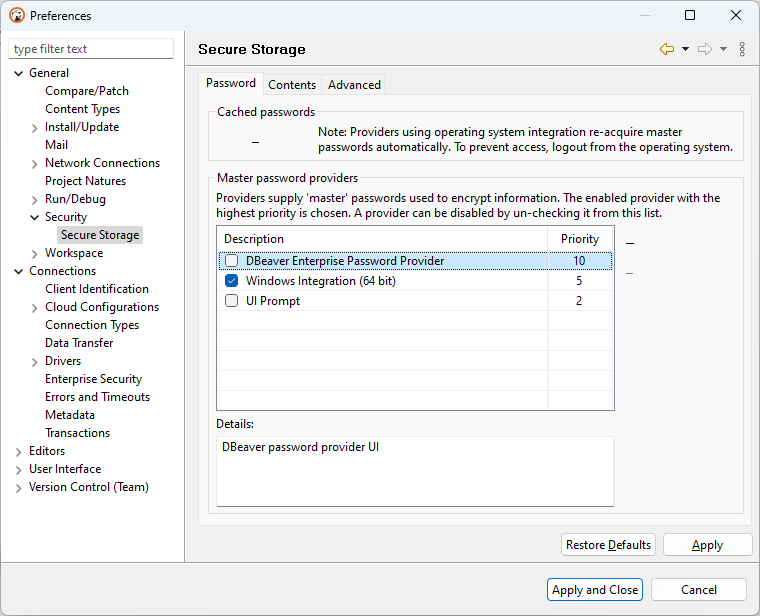 Preferences
type filter text
General
Compare/Patch
Content Types
Install/Update
Mail
Network Connections
Project Natures
Run/Debug
Security
Secure Storage
Workspace
Connections
Client Identification
Cloud Configurations
Connection Types
Data Transfer
Drivers
Enterprise Security
Errors and Timeouts
Metadata
Transactions
Editors
User Interface
Version Control (Team)
Secure Storage
Password Contents Advanced
Cached passwords
Note: Providers using operating system integration re-acquire master
passwords automatically. To prevent access, logout from the operating system.
Master password providers
Providers supply 'master' passwords used to encrypt information. The enabled provider with the
highest priority is chosen. A provider can be disabled by un-checking it from this list.
Description Priority
DBeaver Enterprise Password Provider 10
Windows Integration (64 bit) 5
UI Prompt 2
Details:
DBeaver password provider UI
Restore Defaults Apply
Apply and Close Cancel